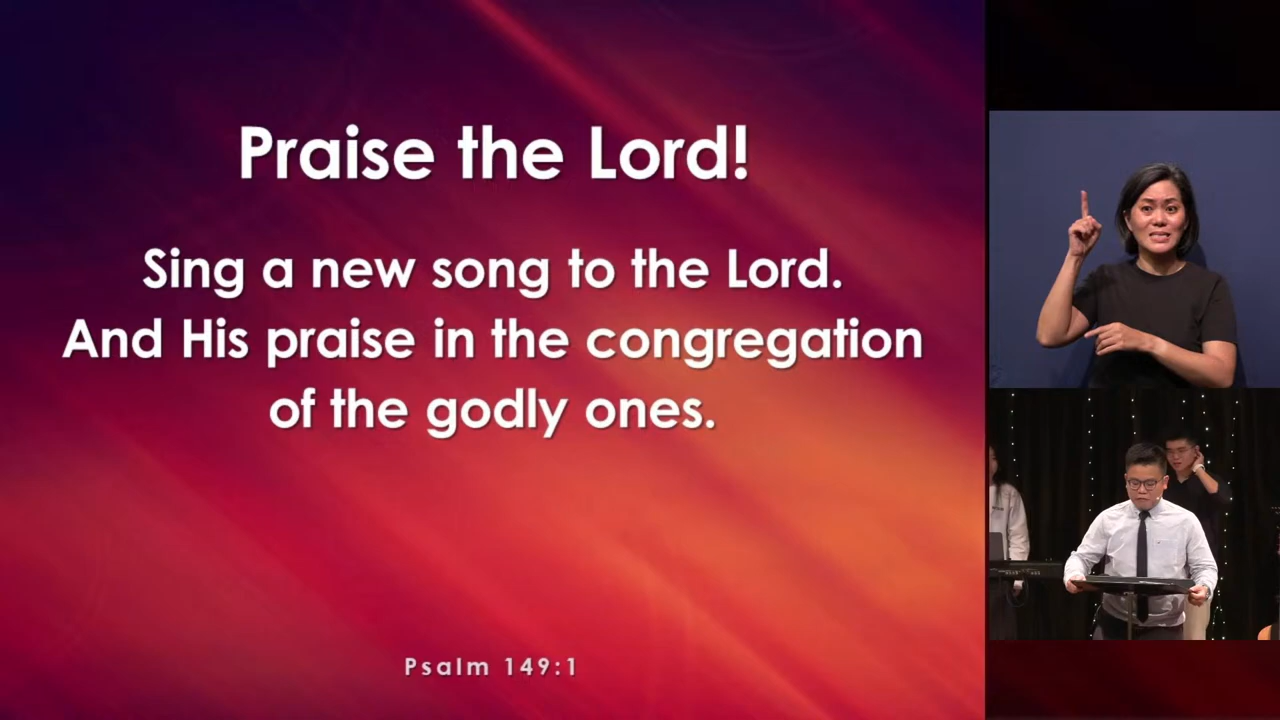 Praise the Lord!
Sing a new song to the Lord.
And His praise in the congregation
of the godly ones.
Psalm 149:1